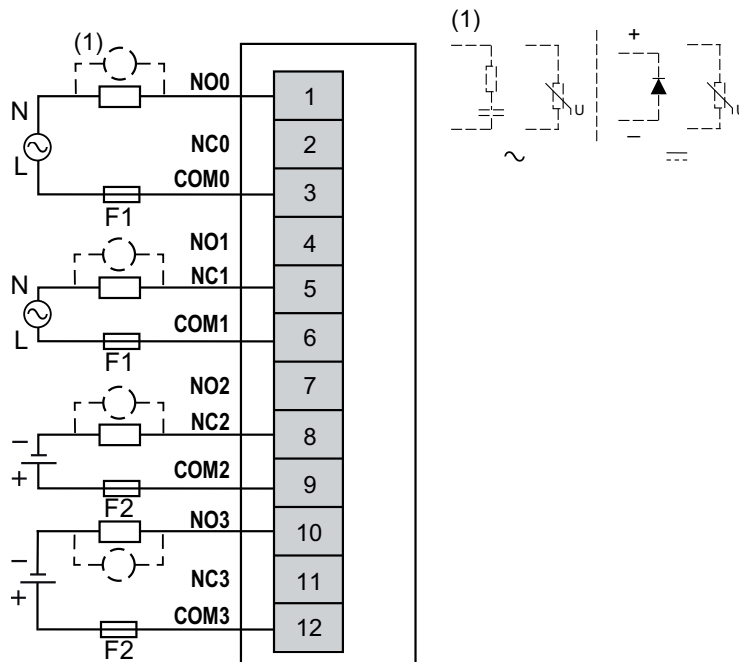 (1)
NO0
1
N
NC0
2
L
COM0
3
F1
NO1
4
N
NC1
5
L
COM1
6
F1
NO2
7
NC2
8
–
+
COM2
9
F2
NO3
10
–
+
NC3
11
COM3
12
F2
(1)
U
+
–
U